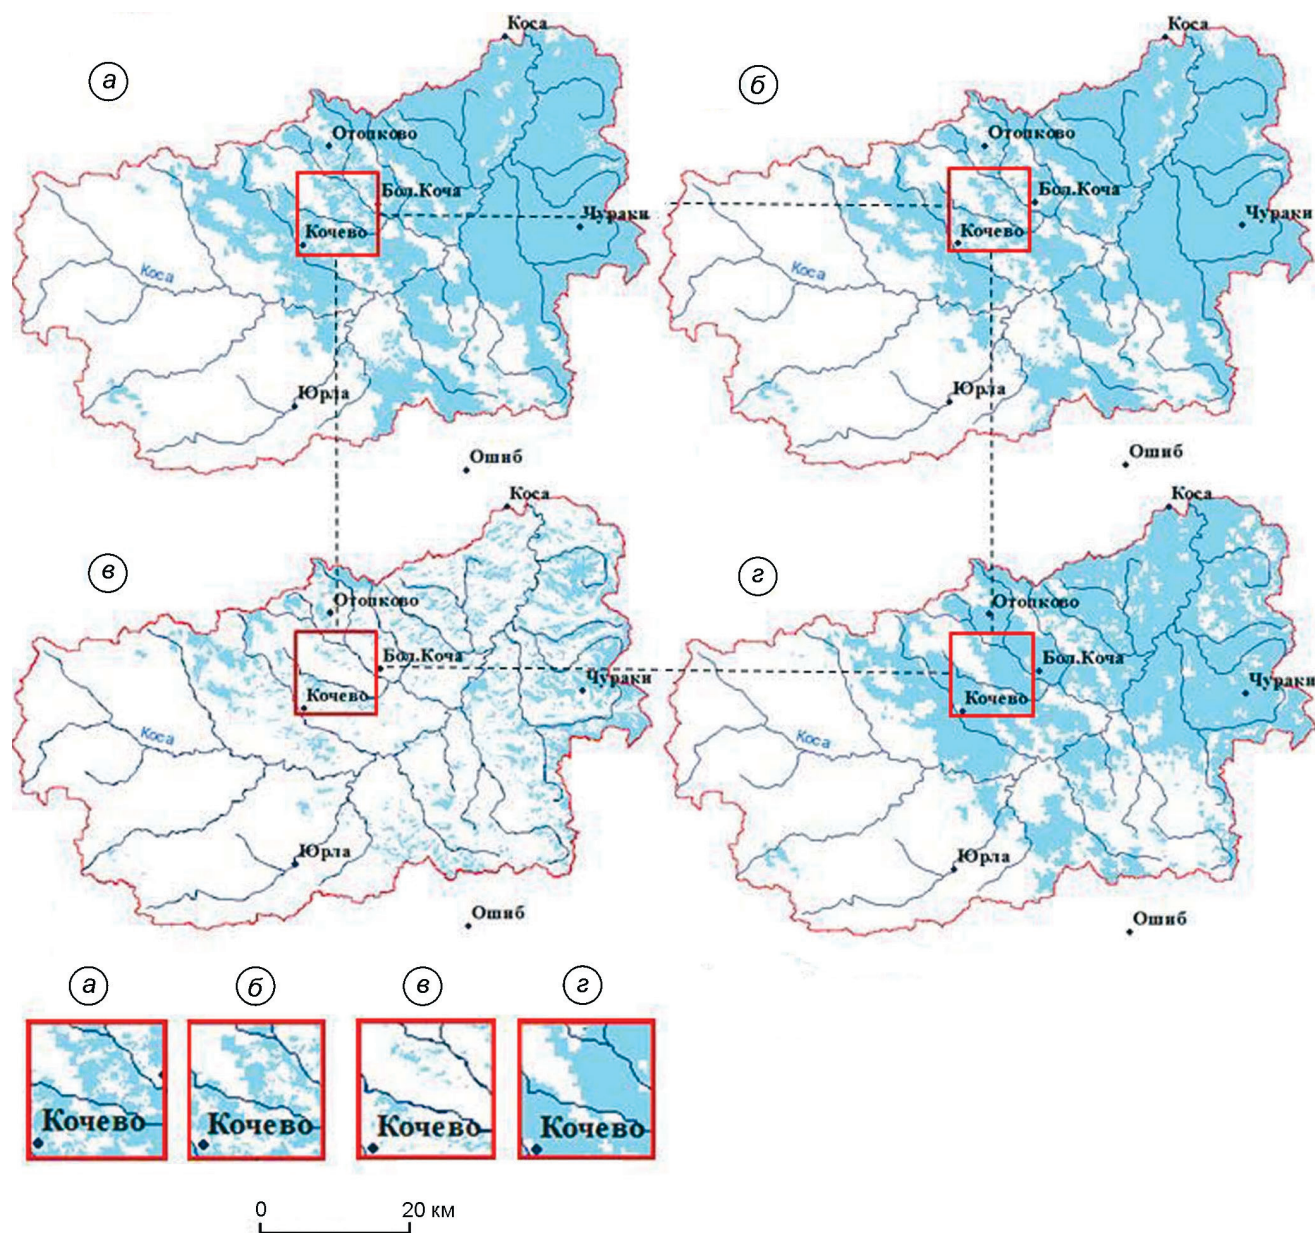 а
Коса
Отопково
Бол.Коча
Чураки
Кочево
Коса
Юрла
Ошиб
б
Коса
Отопково
Бол.Коча
Чураки
Кочево
Коса
Юрла
Ошиб
в
Коса
Отопково
Бол.Коча
Чураки
Кочево
Коса
Юрла
Ошиб
г
Коса
Отопково
Бол.Коча
Чураки
Кочево
Коса
Юрла
Ошиб
а б в г
Кочево Кочево Кочево Кочево
0 20 км